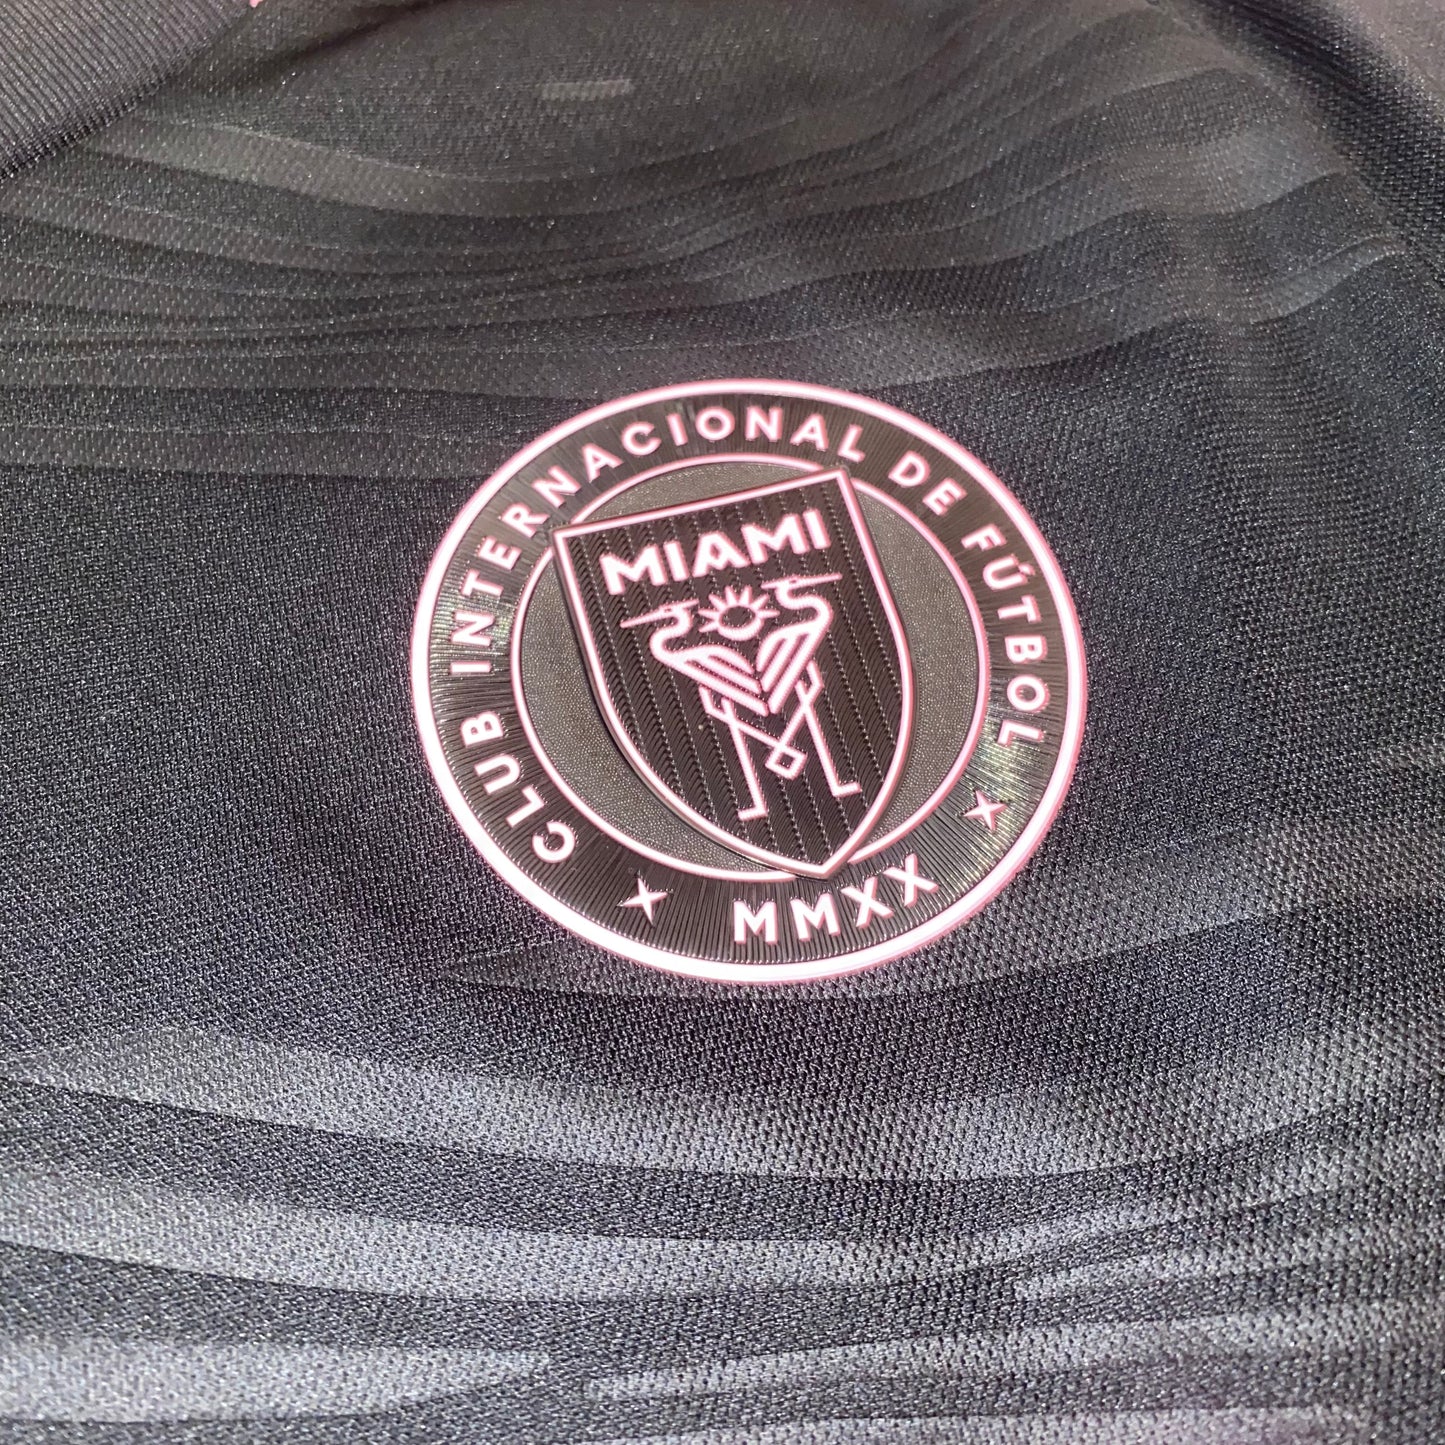 CLUB INTERNACIONAL DE FÚTBOL
MIAMI
MMXX